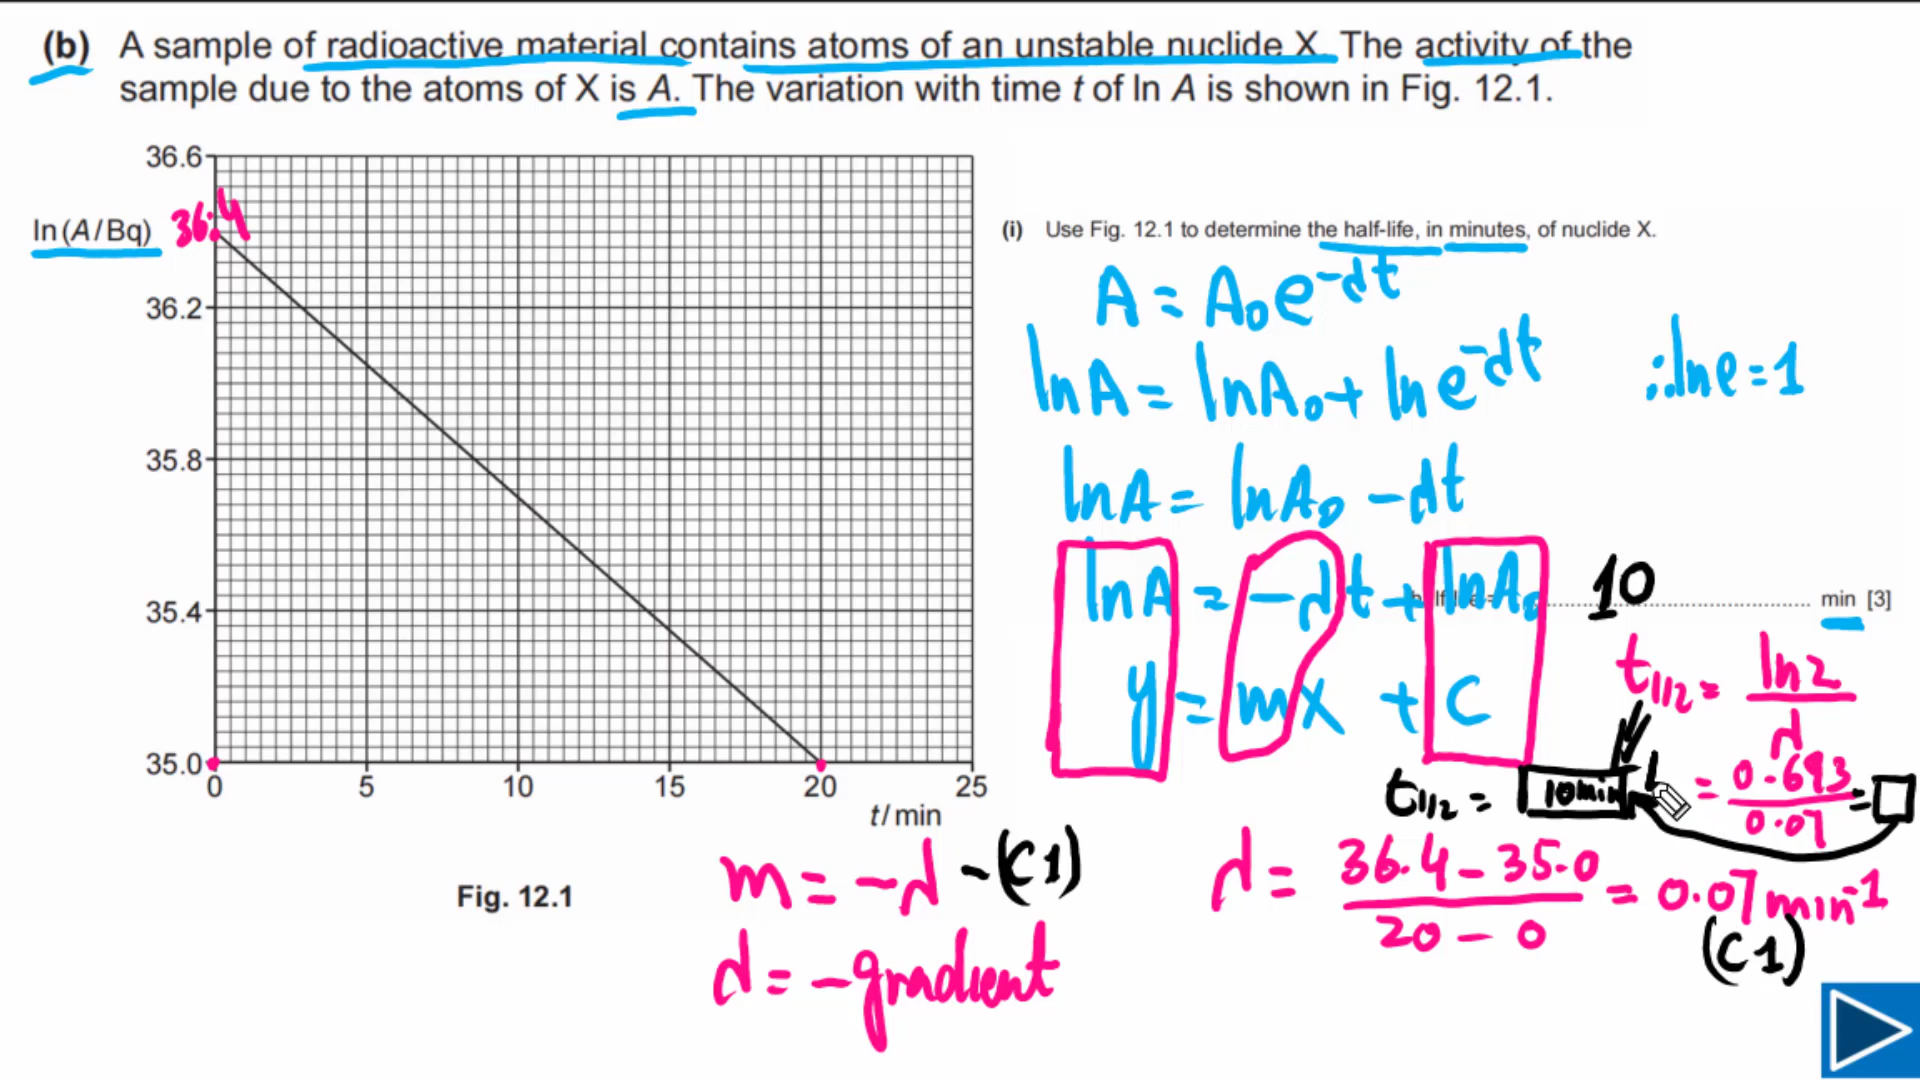 (b) A sample of radioactive material contains atoms of an unstable nuclide X. The activity of the
sample due to the atoms of X is A. The variation with time t of ln A is shown in Fig. 12.1.
36.6
ln (A / Bq)
36.4
36.2
35.8
35.4
35.0
0 5 10 15 20 25
t / min
Fig. 12.1
(i) Use Fig. 12.1 to determine the half-life, in minutes, of nuclide X.
A = A₀e^-λt
lnA = lnA₀ + lne^-λt
∴lne=1
lnA = lnA₀ - λt
lnA = -λt + lnA₀
10
min [3]
y = mx + c
t1/2 = ln2 / λ
= 0.693 / 0.07 =
t1/2 = 10min
m = -λ - (C1)
λ = -gradient
λ = 36.4 - 35.0 / 20 - 0 = 0.07 min⁻¹
(C1)